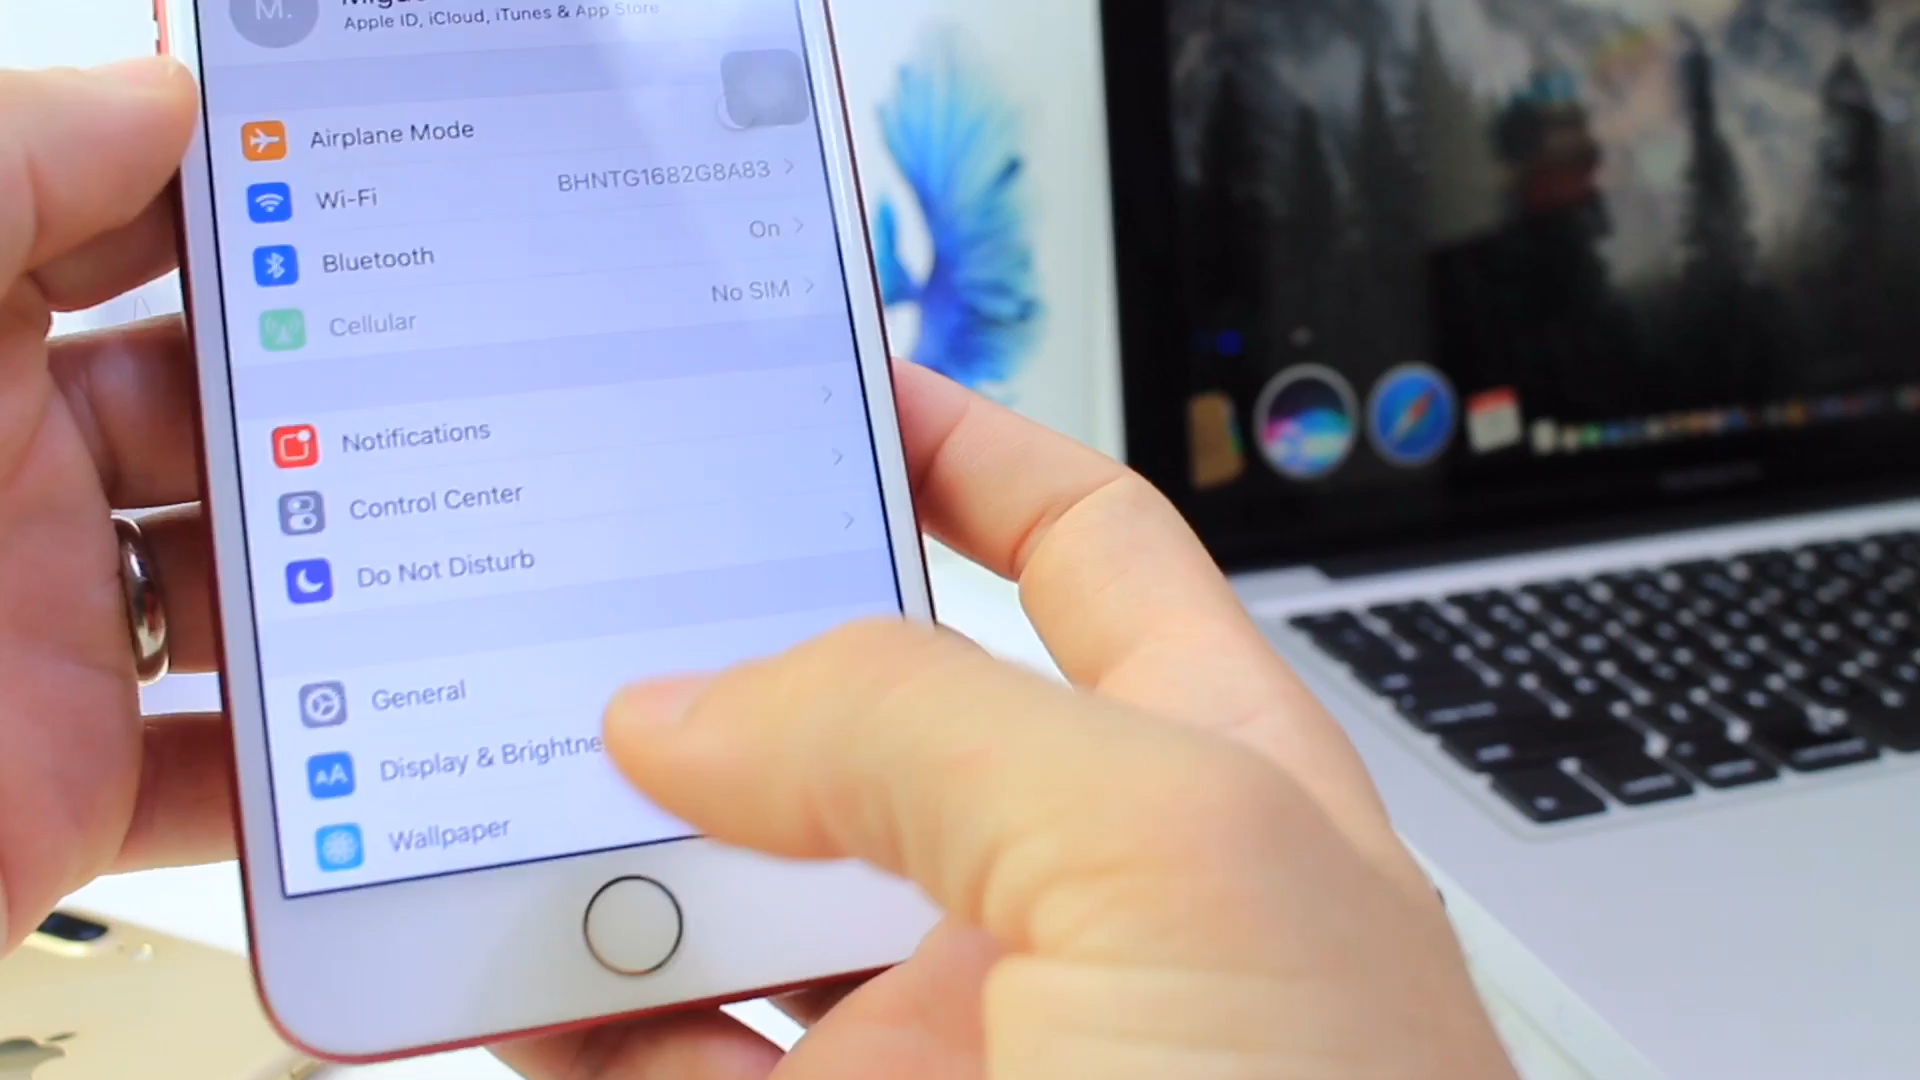 M.
Apple ID, iCloud, iTunes & App Store
Airplane Mode
Wi-Fi BHNTG1682G8A83
Bluetooth On
Cellular No SIM
Notifications
Control Center
Do Not Disturb
General
Display & Brightne
Wallpaper
AA